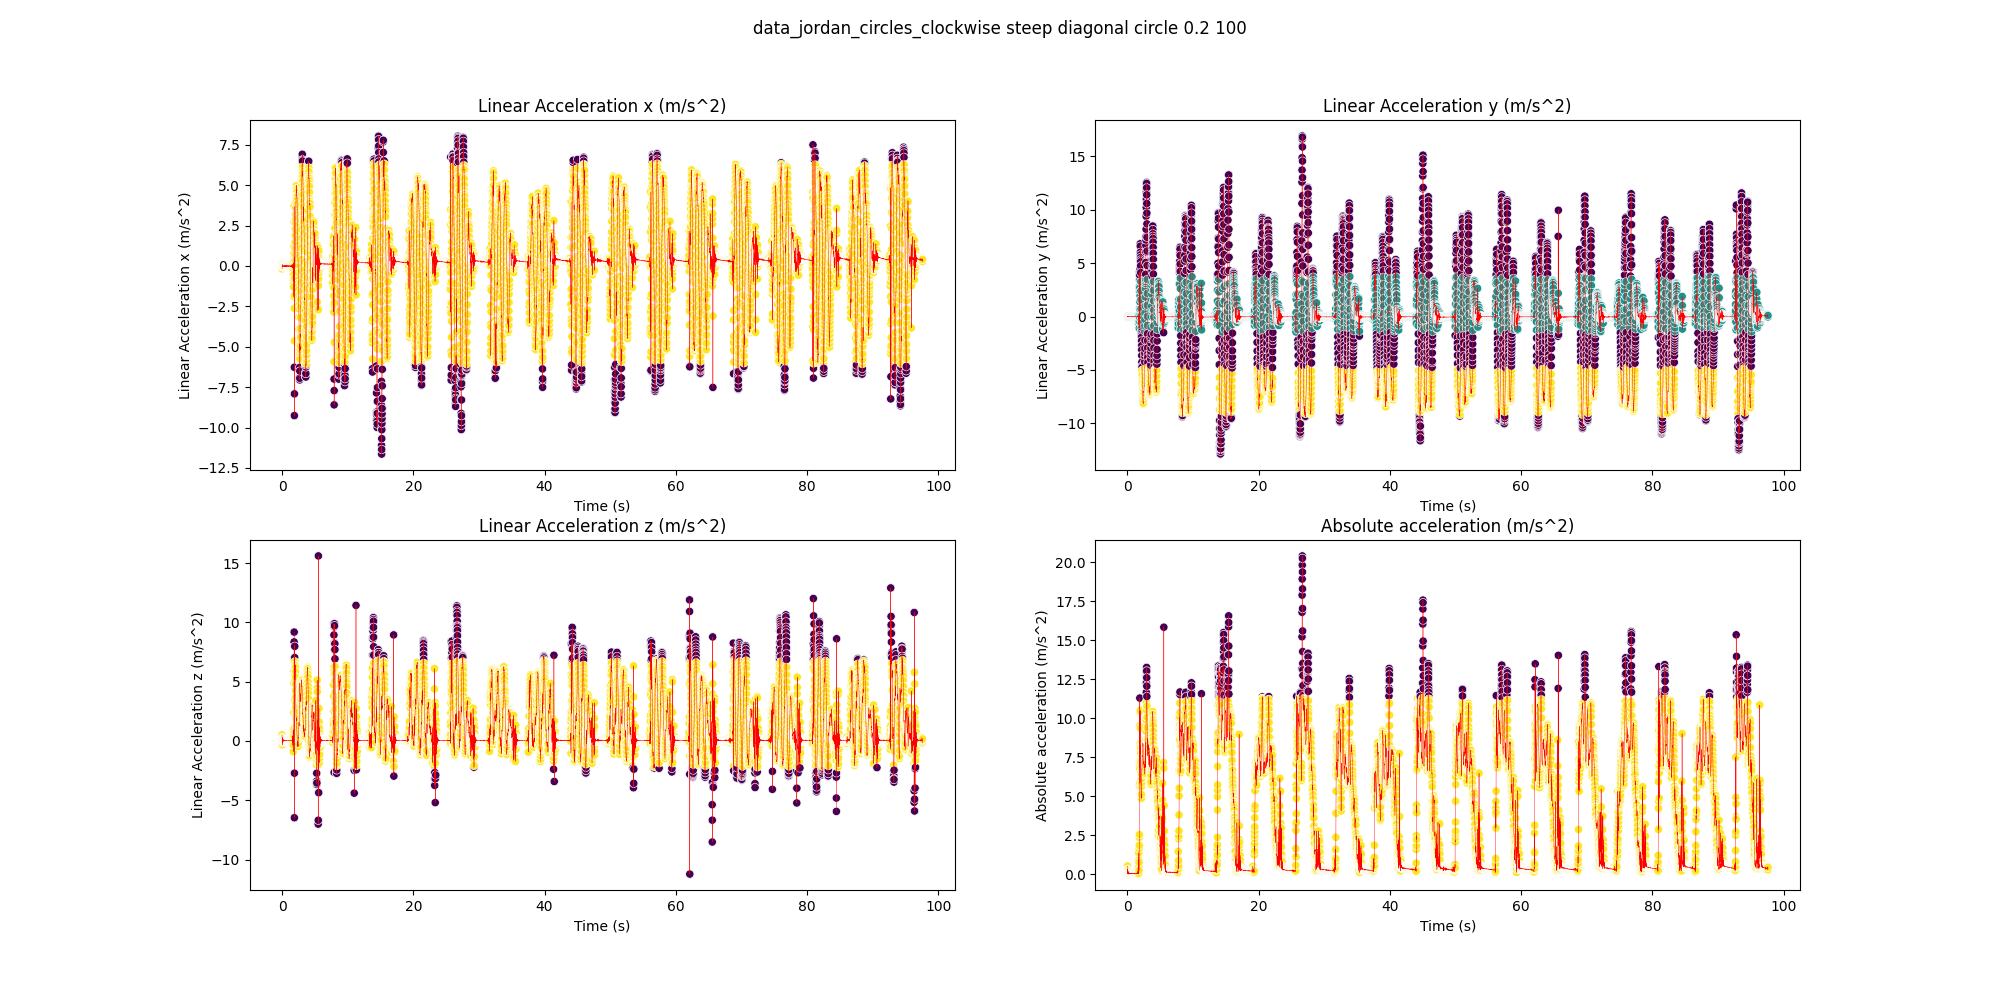 data_jordan_circles_clockwise steep diagonal circle 0.2 100
Linear Acceleration x (m/s^2)
Linear Acceleration x (m/s^2)
7.5
5.0
2.5
0.0
−2.5
−5.0
−7.5
−10.0
−12.5
0 20 40 60 80 100
Time (s)
Linear Acceleration y (m/s^2)
Linear Acceleration y (m/s^2)
15
10
5
0
−5
−10
0 20 40 60 80 100
Time (s)
Linear Acceleration z (m/s^2)
Linear Acceleration z (m/s^2)
15
10
5
0
−5
−10
0 20 40 60 80 100
Time (s)
Absolute acceleration (m/s^2)
Absolute acceleration (m/s^2)
20.0
17.5
15.0
12.5
10.0
7.5
5.0
2.5
0.0
0 20 40 60 80 100
Time (s)